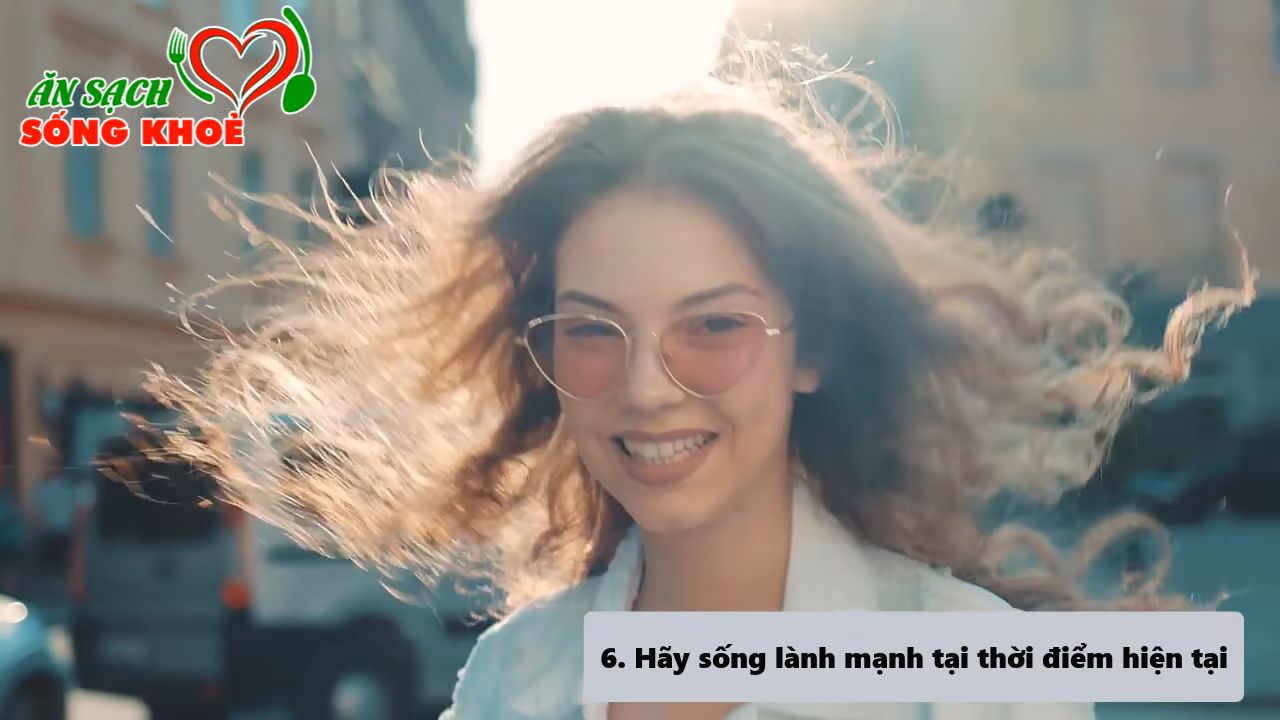 ĂN SẠCH
SỐNG KHOẺ
6. Hãy sống lành mạnh tại thời điểm hiện tại